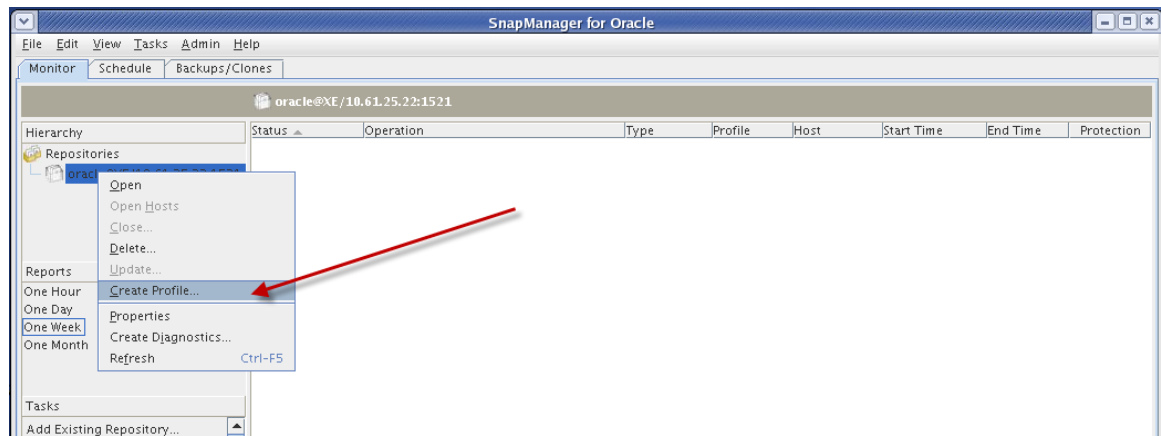 SnapManager for Oracle
File Edit View Tasks Admin Help
Monitor Schedule Backups/Clones
oracle@XE/10.61.25.22:1521
Hierarchy Status Operation Type Profile Host Start Time End Time Protection
Repositories
Open
Open Hosts
Close...
Delete...
Update...
Create Profile...
Properties
Create Diagnostics...
Refresh Ctrl-F5
Reports
One Hour
One Day
One Week
One Month
Tasks
Add Existing Repository...